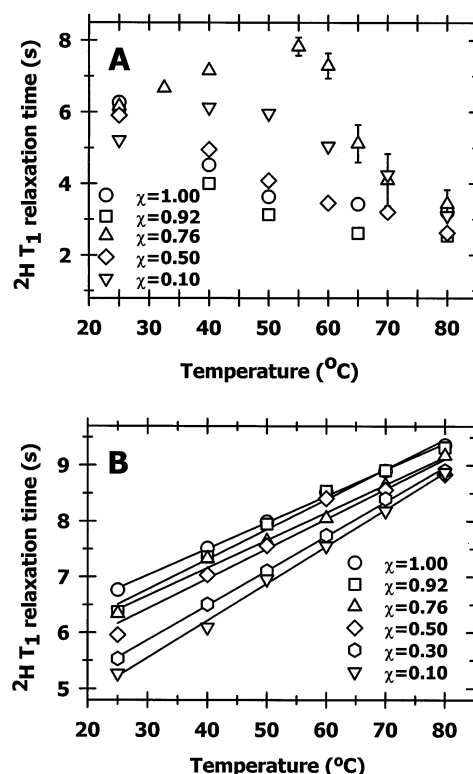 A
²H T₁ relaxation time (s)
8
6
4
2
χ=1.00
χ=0.92
χ=0.76
χ=0.50
χ=0.10
20 30 40 50 60 70 80
Temperature (ºC)
B
²H T₁ relaxation time (s)
9
8
7
6
5
χ=1.00
χ=0.92
χ=0.76
χ=0.50
χ=0.30
χ=0.10
20 30 40 50 60 70 80
Temperature (ºC)